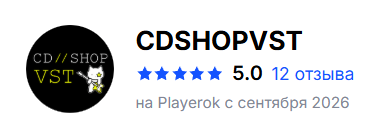 CD//SHOP
VST
CDSHOPVST
5.0 12 отзыва
на Playerok с сентября 2026